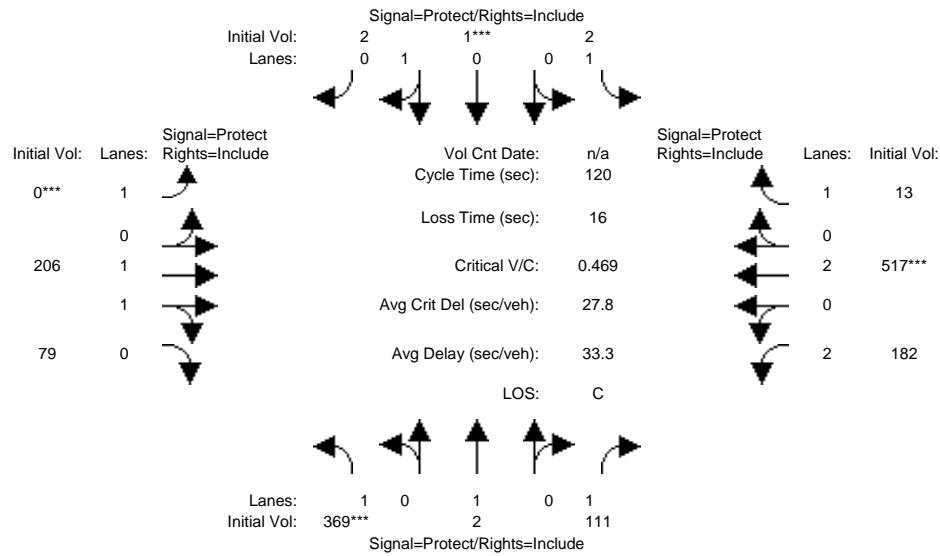 Signal=Protect/Rights=Include
Initial Vol: 2 1*** 2
Lanes: 0 1 0 0 1
Signal=Protect Signal=Protect
Initial Vol: Lanes: Rights=Include Vol Cnt Date: n/a Rights=Include Lanes: Initial Vol:
Cycle Time (sec): 120
0*** 1 1 13
Loss Time (sec): 16
0 0
206 1 Critical V/C: 0.469 2 517***
1 Avg Crit Del (sec/veh): 27.8 0
79 0 Avg Delay (sec/veh): 33.3 2 182
LOS: C
Lanes: 1 0 1 0 1
Initial Vol: 369*** 2 111
Signal=Protect/Rights=Include